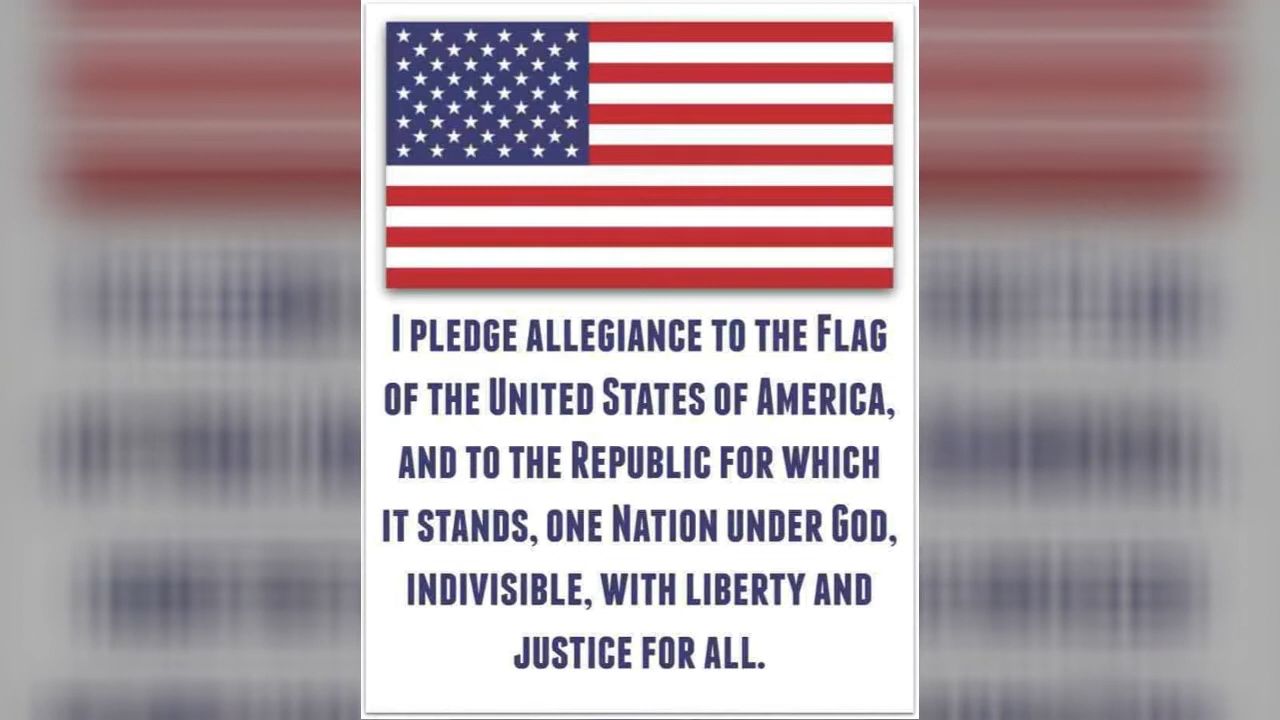 I PLEDGE ALLEGIANCE TO THE FLAG
OF THE UNITED STATES OF AMERICA,
AND TO THE REPUBLIC FOR WHICH
IT STANDS, ONE NATION UNDER GOD,
INDIVISIBLE, WITH LIBERTY AND
JUSTICE FOR ALL.